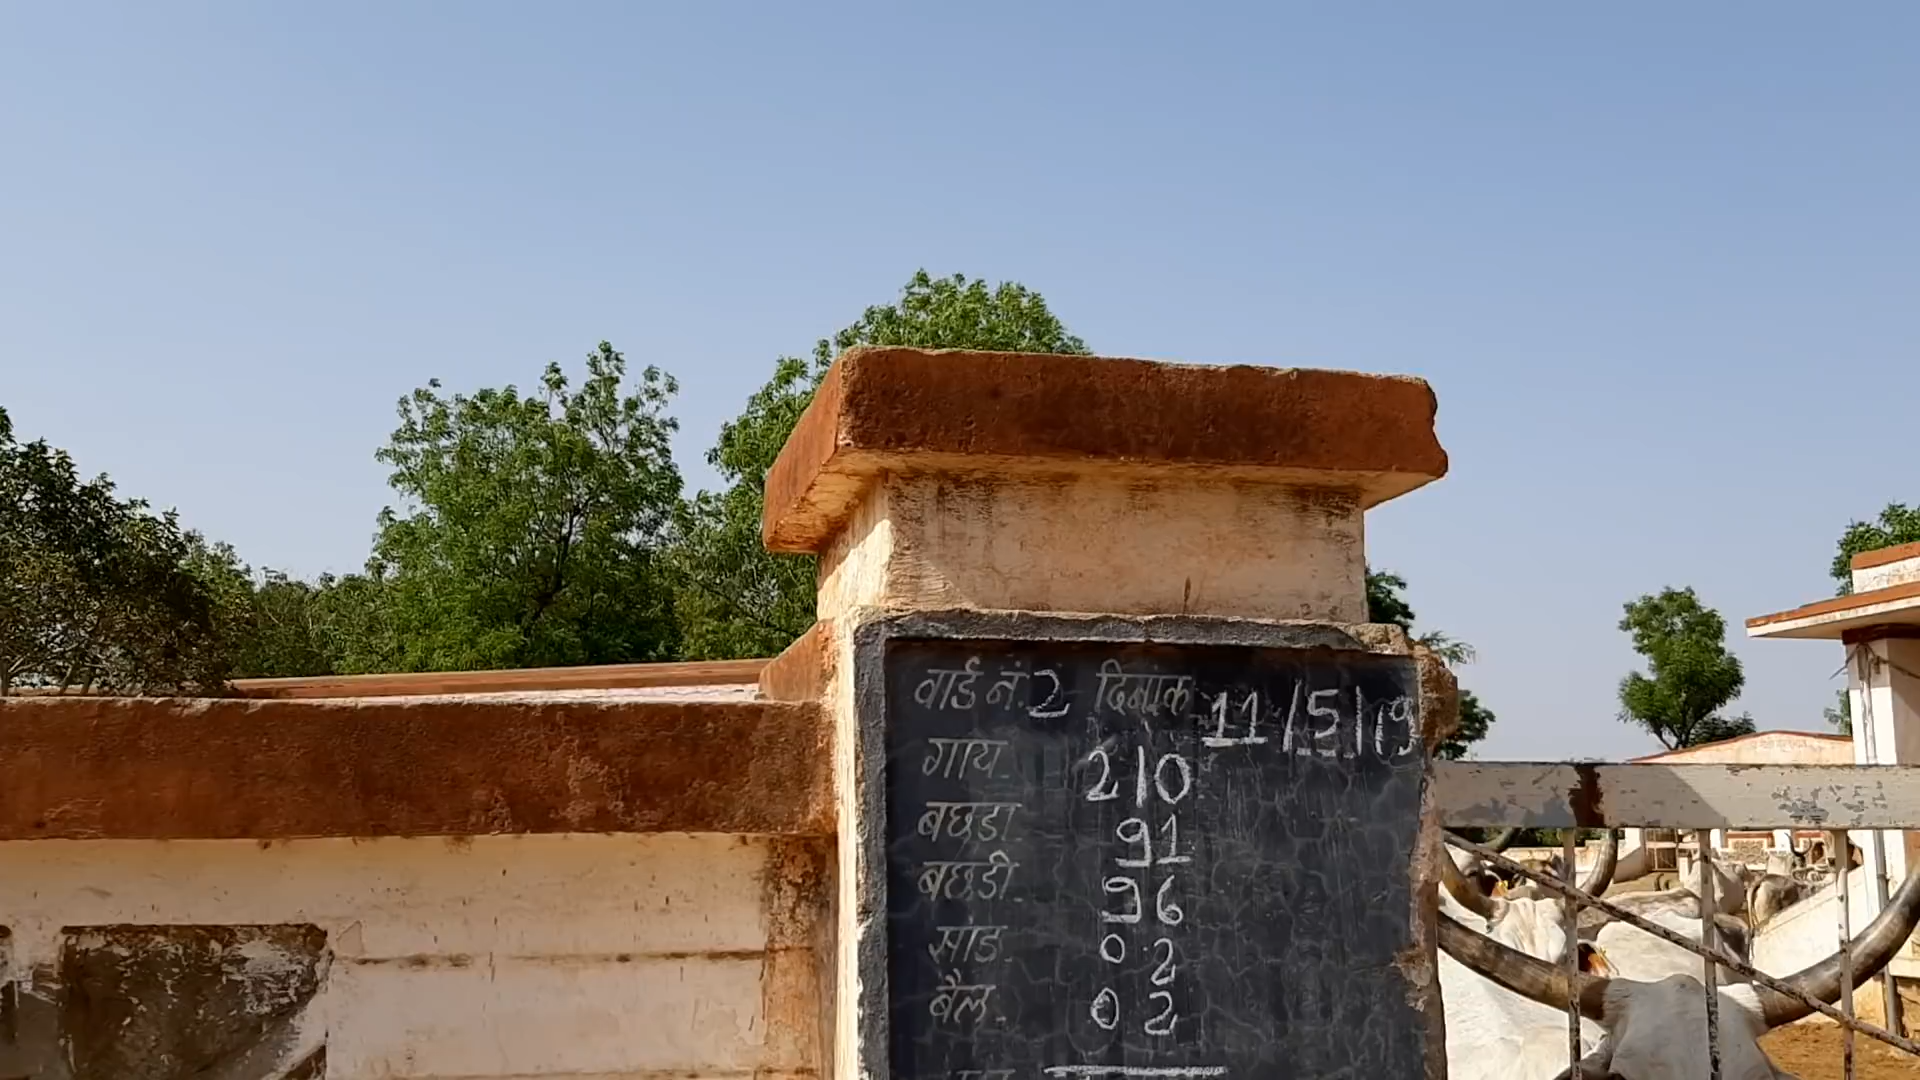 वार्ड नं. 2 दिनांक 11/5/19
गाय 210
बछडा 91
बछडी 96
साड 02
बैल 02